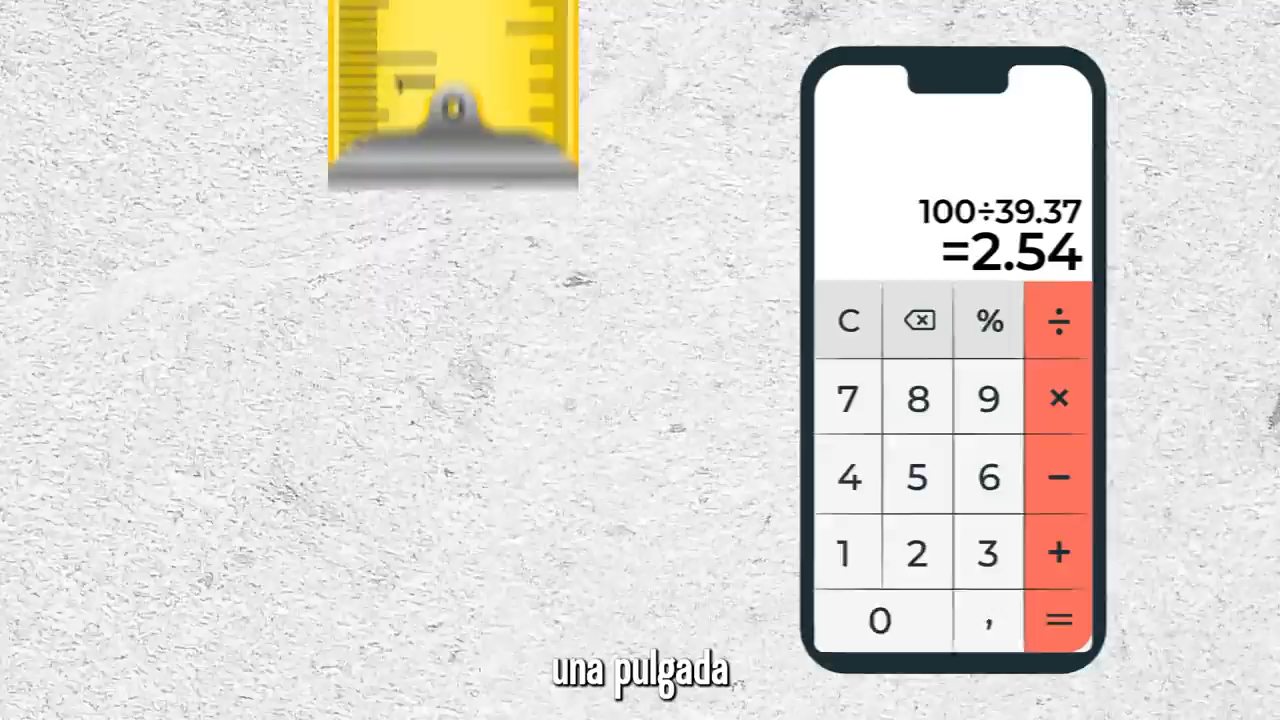 100÷39.37
=2.54
C % ÷
7 8 9 ×
4 5 6 −
1 2 3 +
0 , =
una pulgada